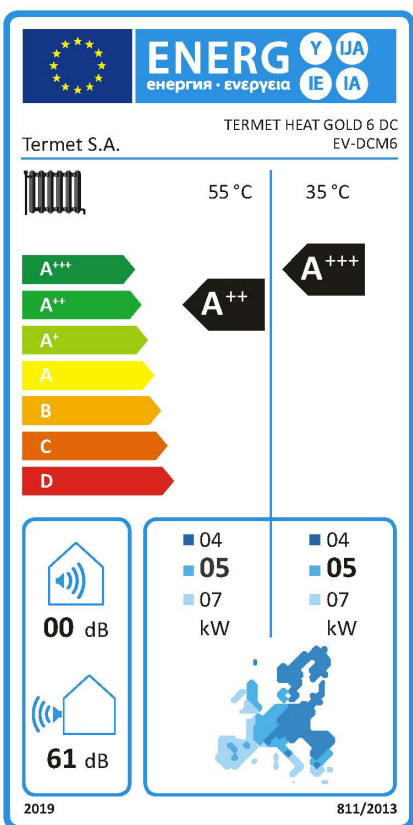 ENERG Y IJA
енергия · ενεργεια IE IA
TERMET HEAT GOLD 6 DC
Termet S.A. EV-DCM6
55 °C 35 °C
A+++
A++
A+
A
B
C
D
A++
A+++
00 dB
61 dB
04 04
05 05
07 07
kW kW
2019 811/2013